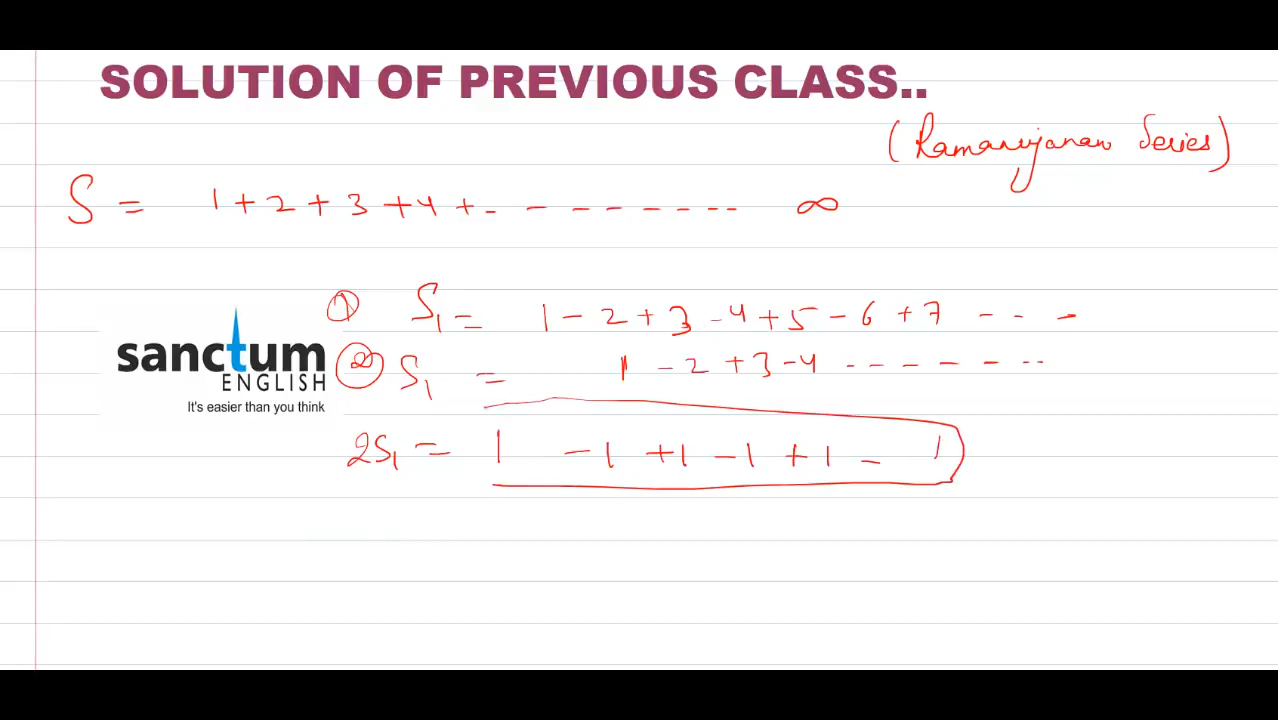 SOLUTION OF PREVIOUS CLASS..
(Ramanujanan Series)
S = 1 + 2 + 3 + 4 + - - - - - - - - ∞
① S₁ = 1 - 2 + 3 - 4 + 5 - 6 + 7 - - -
sanctum
ENGLISH
It's easier than you think
② S₁ = 1 - 2 + 3 - 4 - - - - - - - -
2S₁ = 1 - 1 + 1 - 1 + 1 - 1